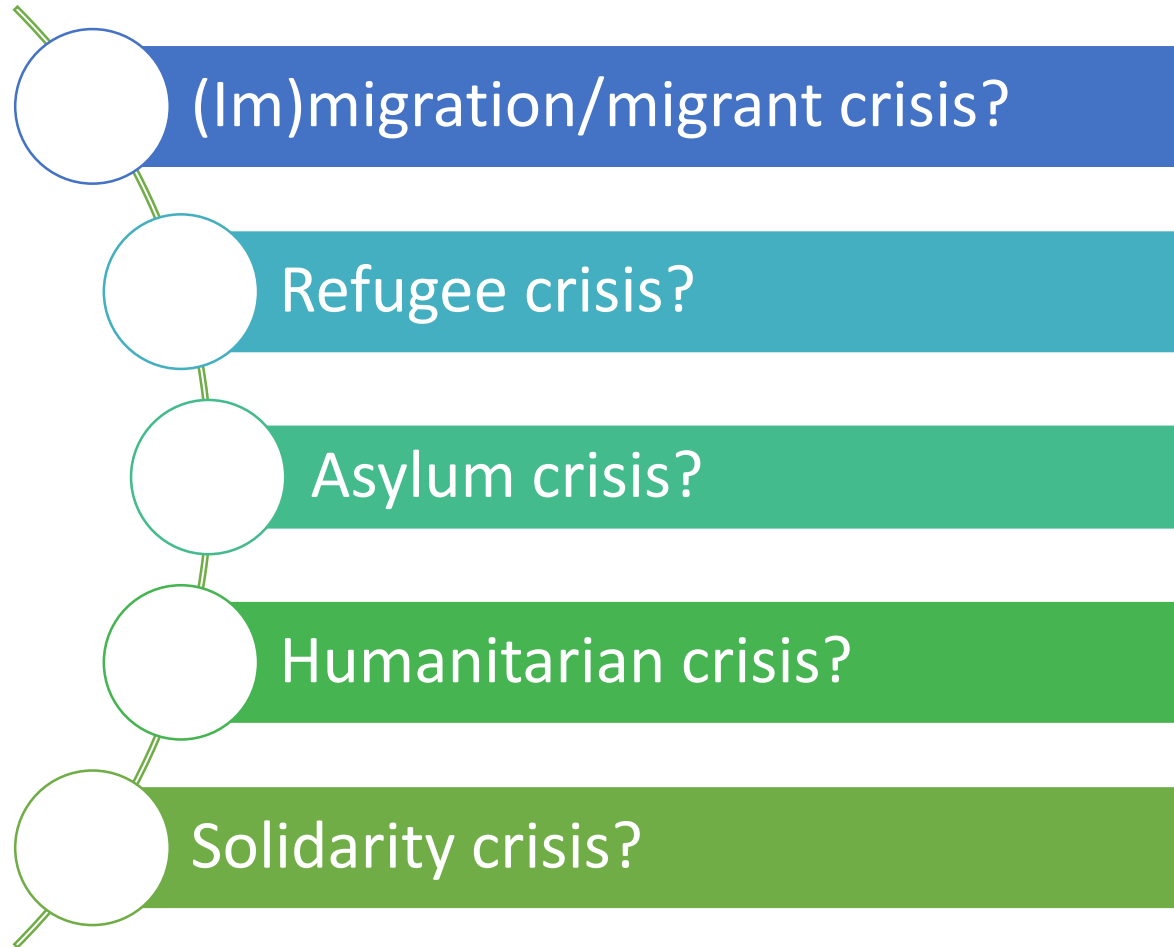 (Im)migration/migrant crisis?
Refugee crisis?
Asylum crisis?
Humanitarian crisis?
Solidarity crisis?